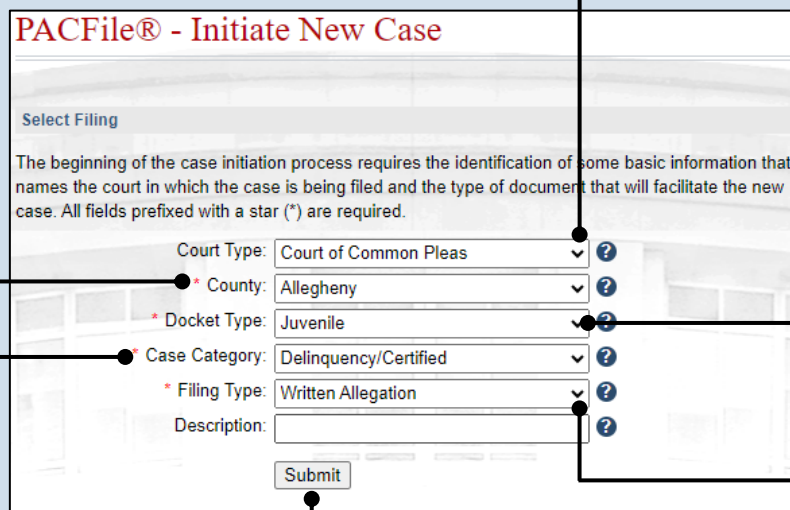 PACFile® - Initiate New Case
Select Filing
The beginning of the case initiation process requires the identification of some basic information that
names the court in which the case is being filed and the type of document that will facilitate the new
case. All fields prefixed with a star (*) are required.
Court Type: Court of Common Pleas
* County: Allegheny
* Docket Type: Juvenile
* Case Category: Delinquency/Certified
* Filing Type: Written Allegation
Description:
Submit